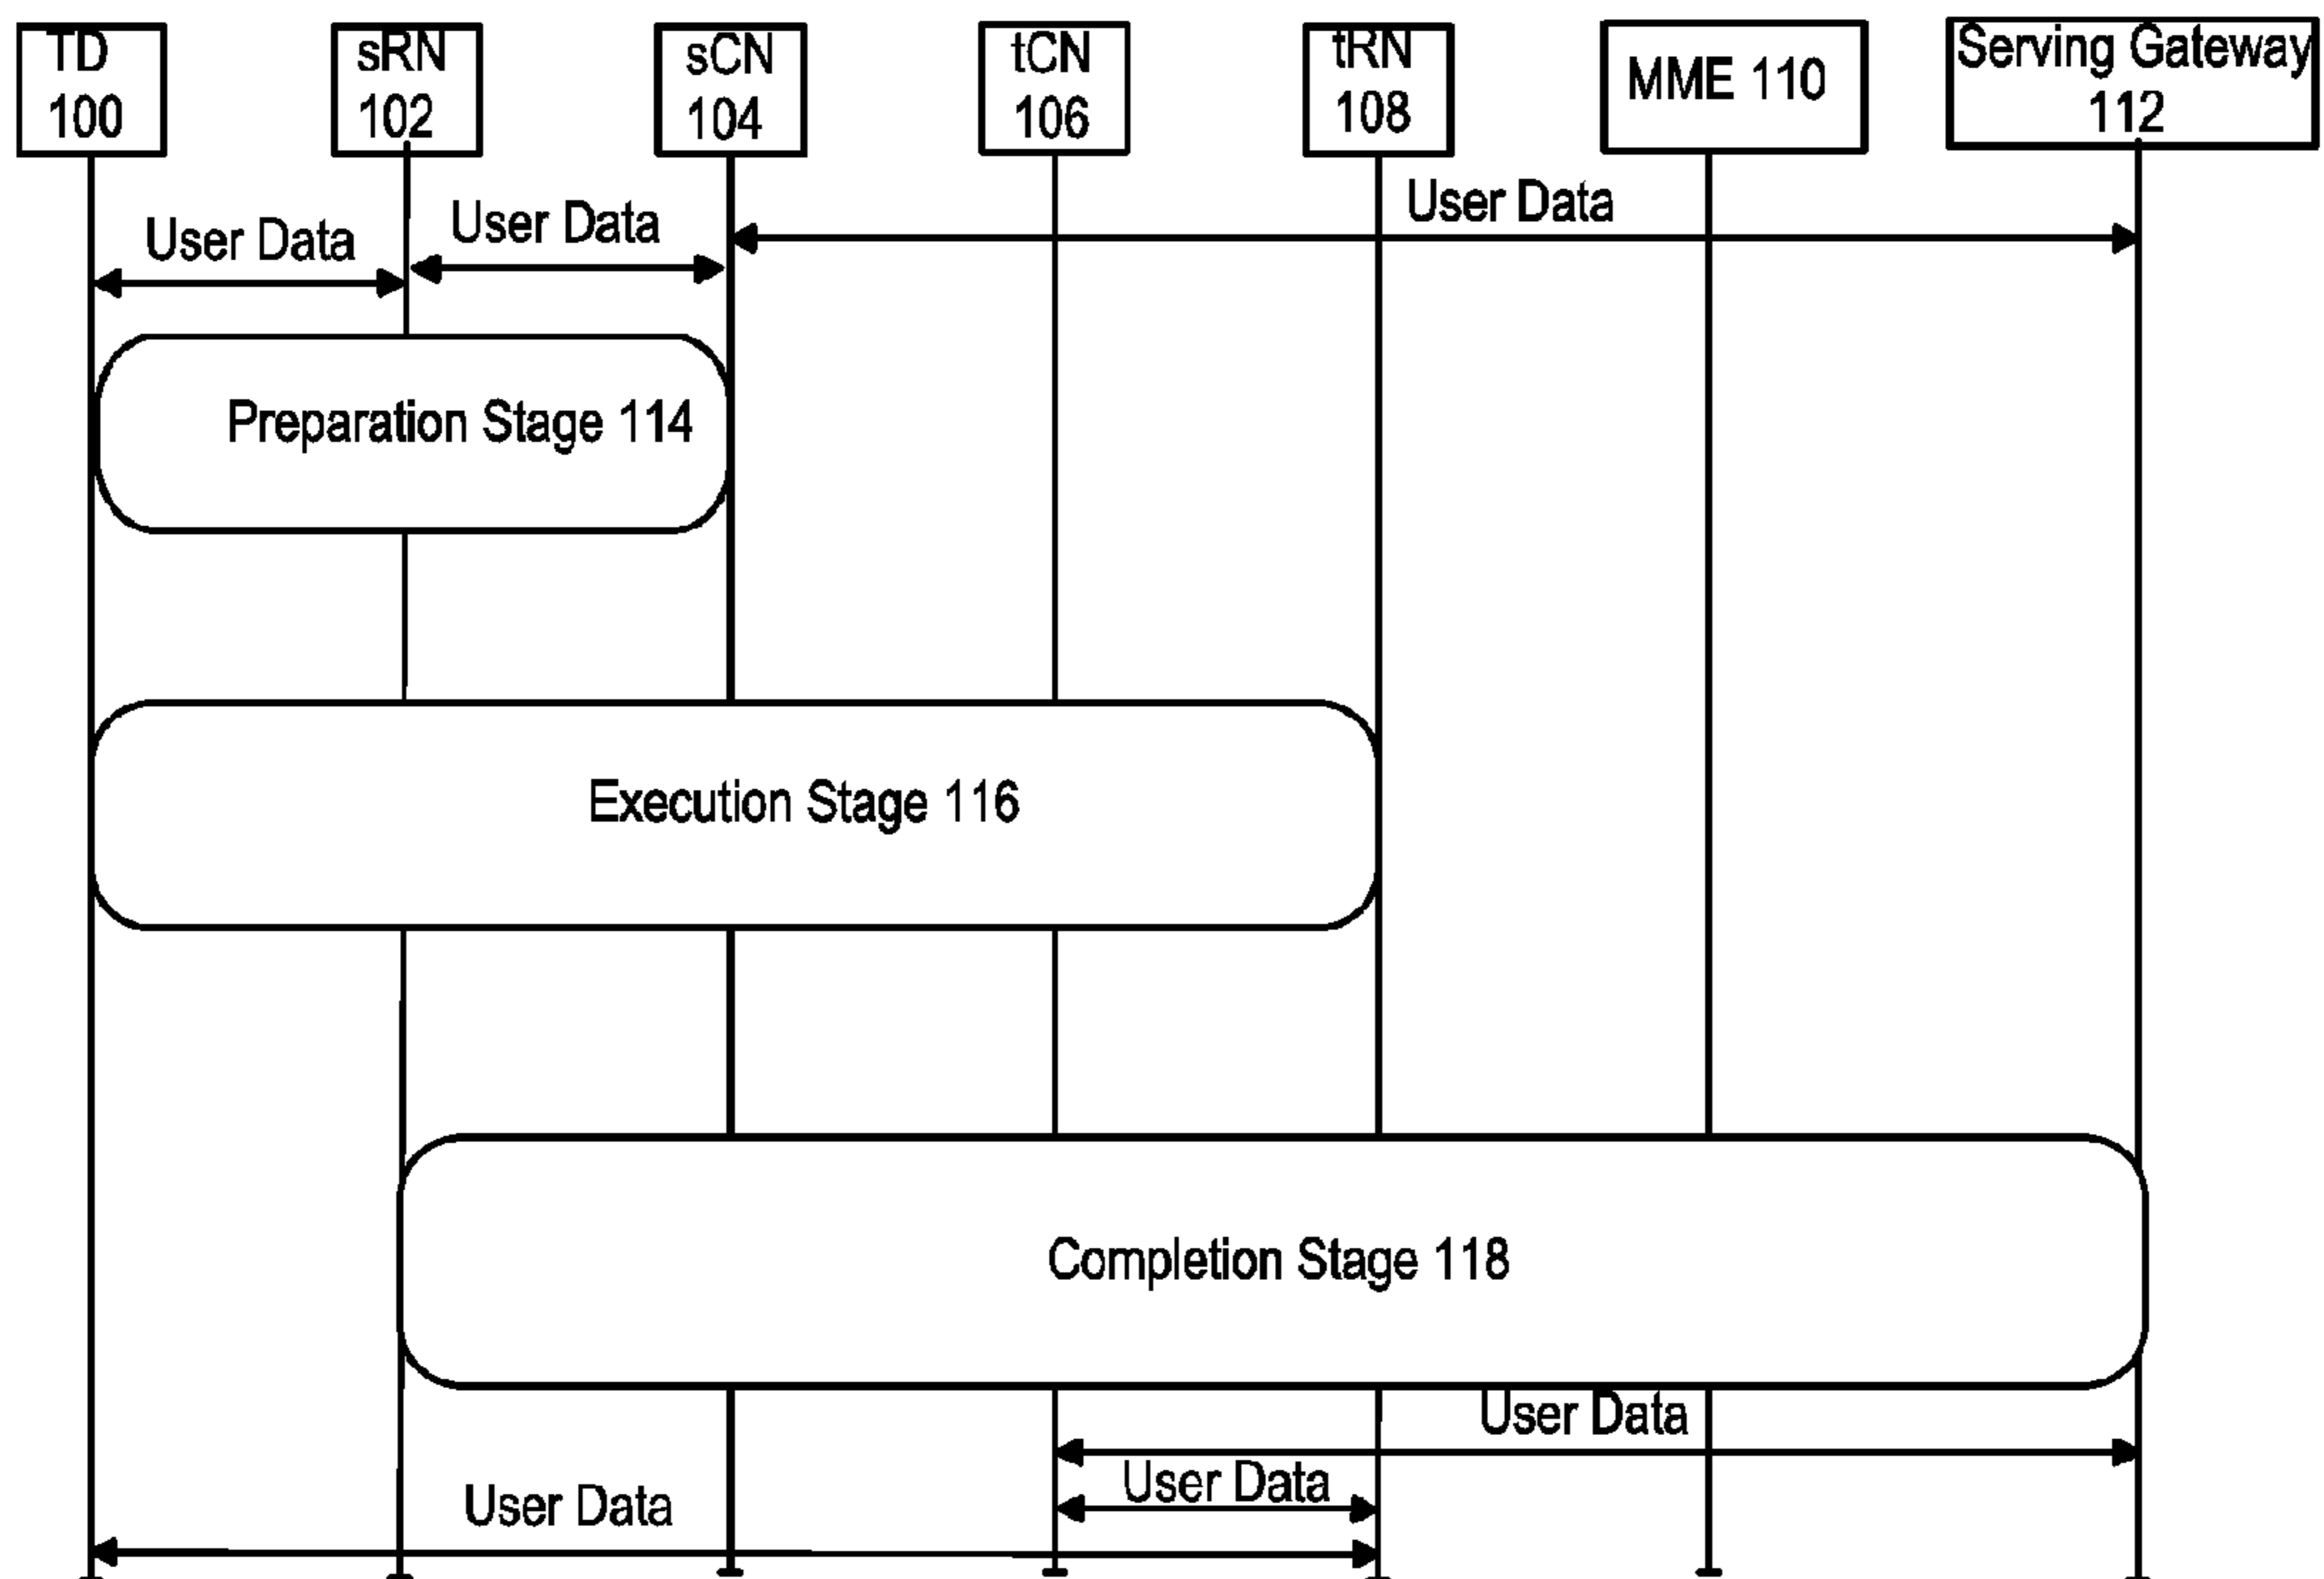 TD
100
sRN
102
sCN
104
tCN
106
tRN
108
MME 110
Serving Gateway
112
User Data
User Data
User Data
Preparation Stage 114
Execution Stage 116
Completion Stage 118
User Data
User Data
User Data